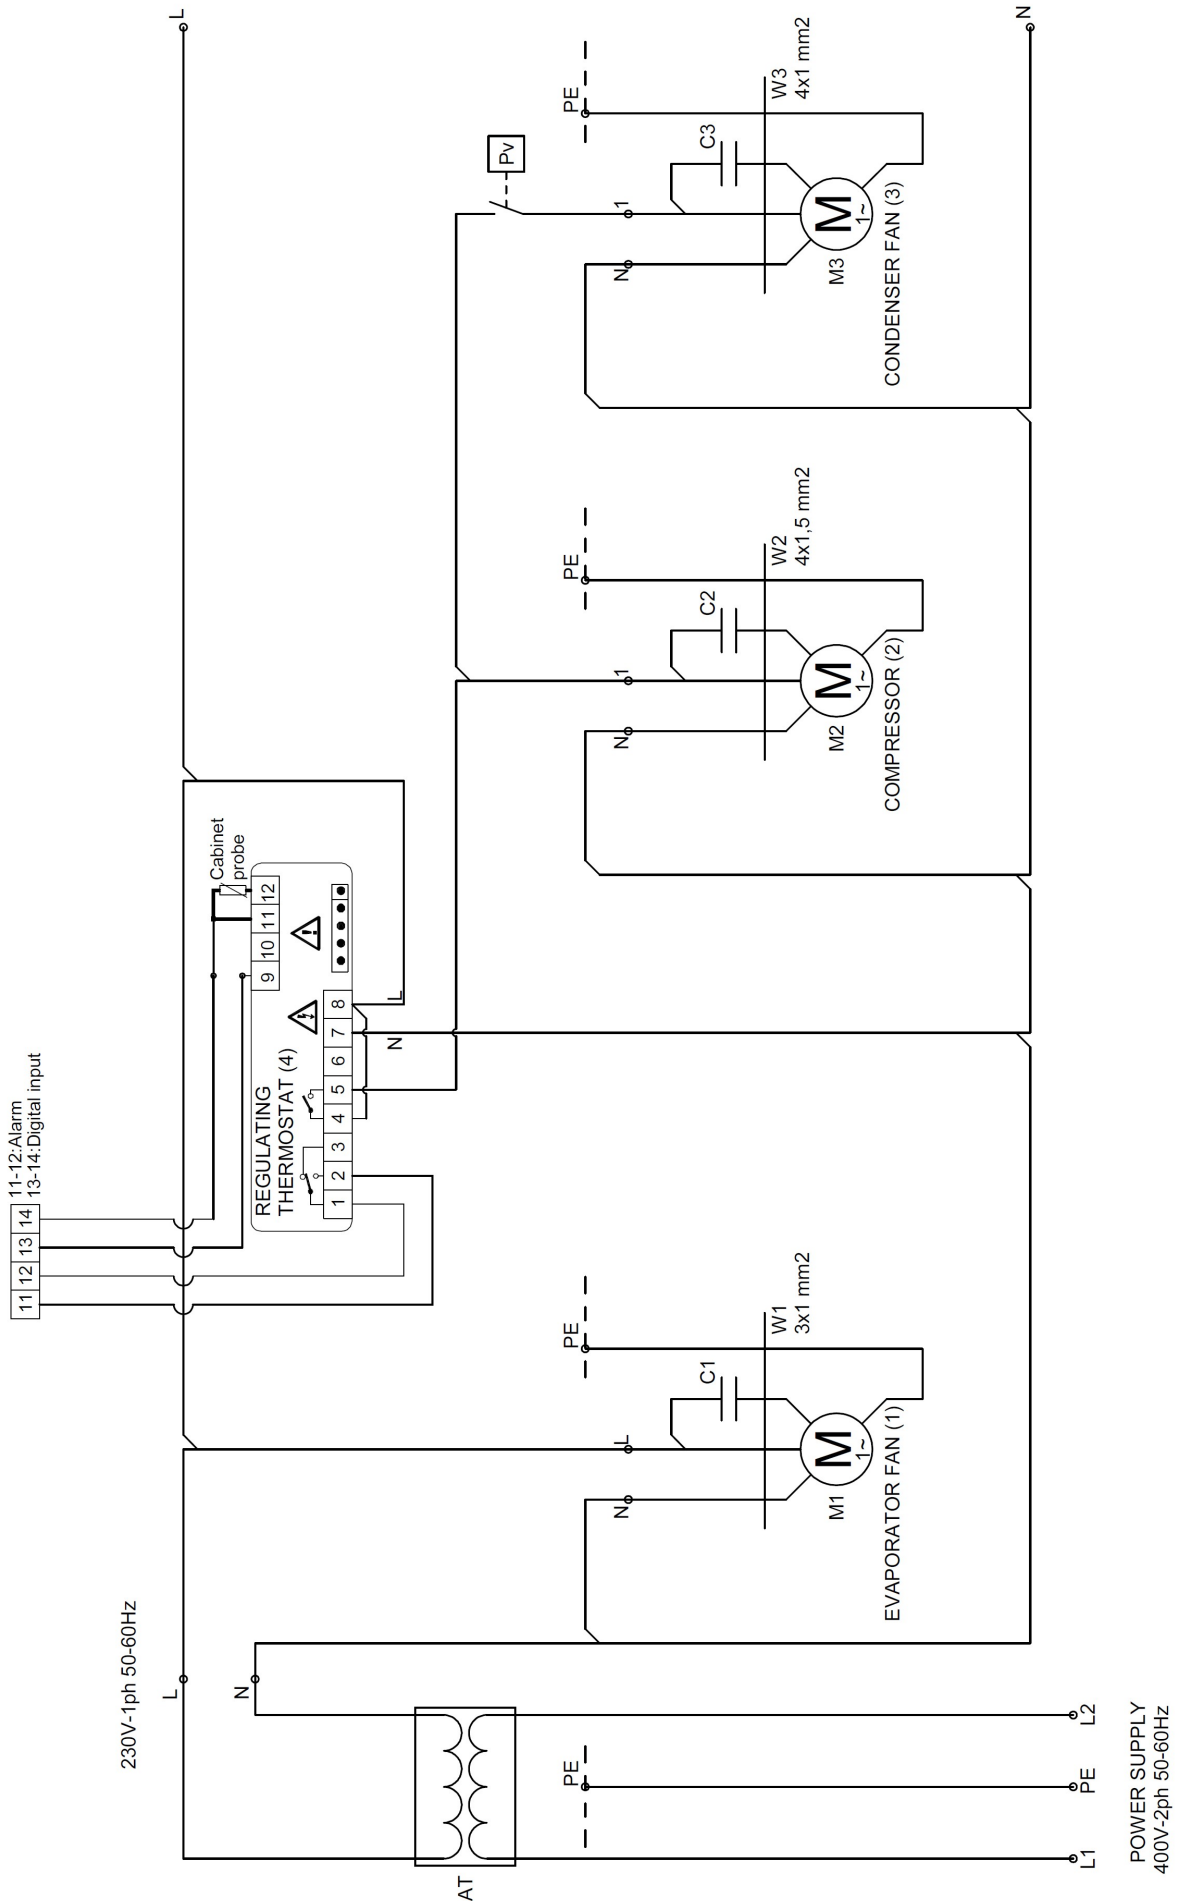 POWER SUPPLY
400V-2ph 50-60Hz
L1
PE
L2
AT
PE
230V-1ph 50-60Hz
L
N
N
L
PE
C1
W1
3x1 mm2
M
1~
M1
EVAPORATOR FAN (1)
11
12
13
14
11-12:Alarm
13-14:Digital input
REGULATING
THERMOSTAT (4)
1
2
3
4
5
6
7
8
9
10
11
12
Cabinet
probe
N
L
N
1
PE
C2
W2
4x1,5 mm2
M
1~
M2
COMPRESSOR (2)
Pv
N
1
PE
C3
W3
4x1 mm2
M
1~
M3
CONDENSER FAN (3)
L
N